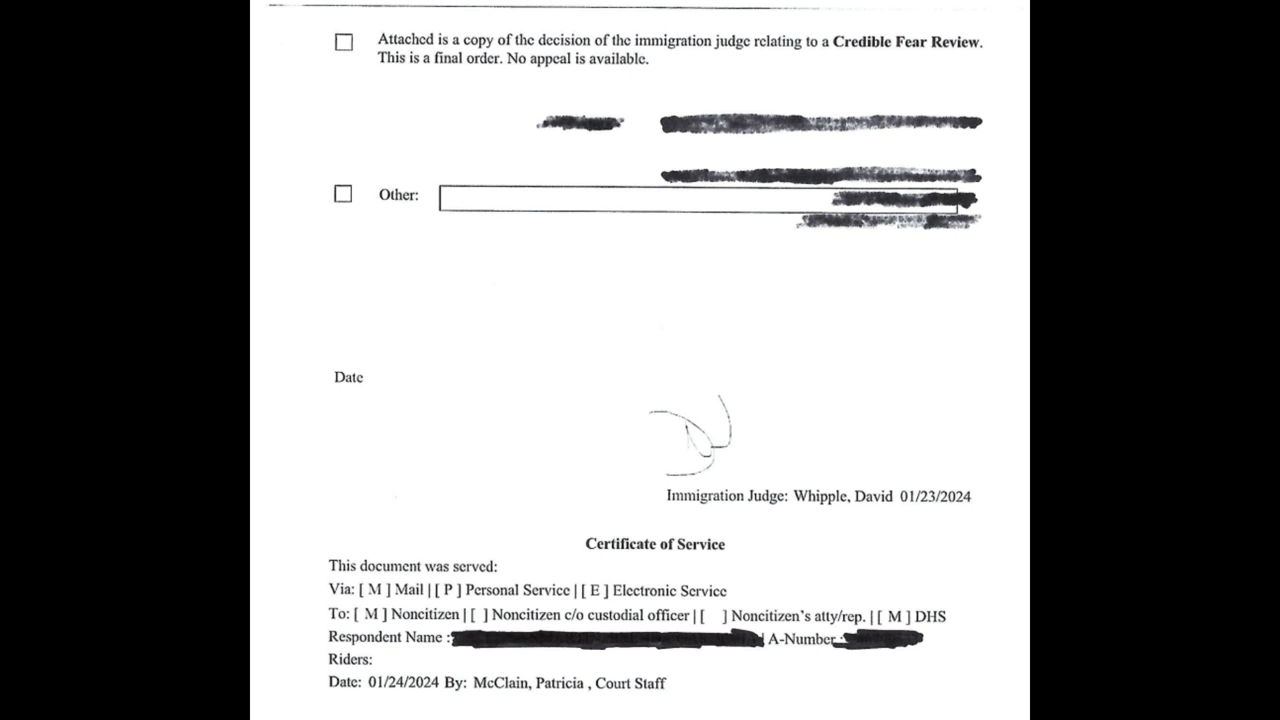 Attached is a copy of the decision of the immigration judge relating to a Credible Fear Review.
This is a final order. No appeal is available.
Other:
Date
Immigration Judge: Whipple, David 01/23/2024
Certificate of Service
This document was served:
Via: [ M ] Mail | [ P ] Personal Service | [ E ] Electronic Service
To: [ M ] Noncitizen | [ ] Noncitizen c/o custodial officer | [ ] Noncitizen's atty/rep. | [ M ] DHS
Respondent Name : | A-Number :
Riders:
Date: 01/24/2024 By: McClain, Patricia , Court Staff